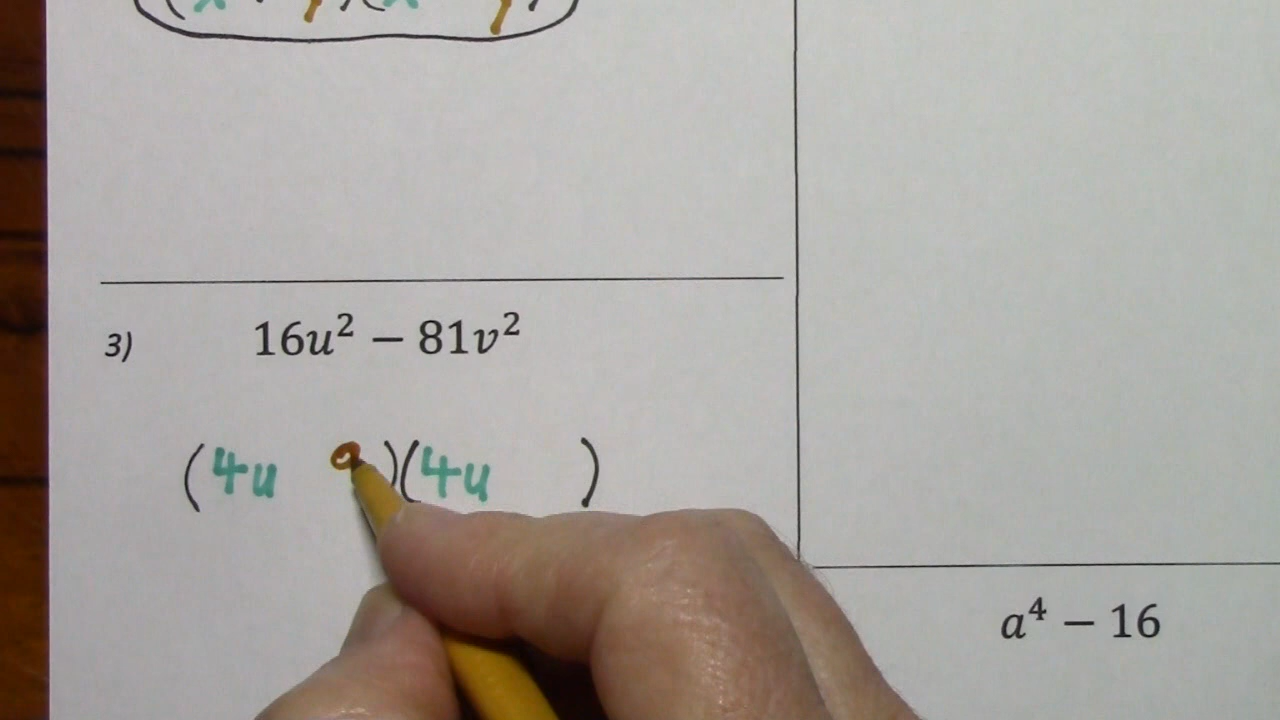 3) 16u² − 81v²
(4u )(4u )
a⁴ − 16